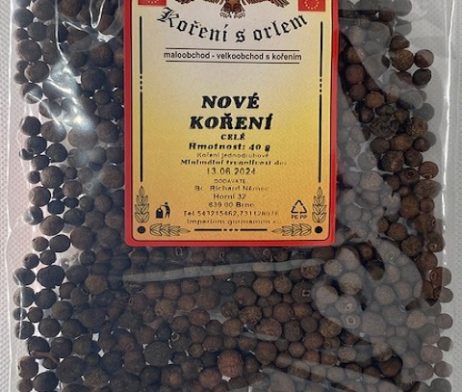 Koření s orlem
maloobchod - velkoobchod s kořením
NOVÉ
KOŘENÍ
CELÉ
Hmotnost: 40 g
Koření jednodruhové
Minimální trvanlivost do:
13.06.2024
DODAVATEL
Bc. Richard Němec
Horní 37
639 00 Brno
Tel.
PE PP